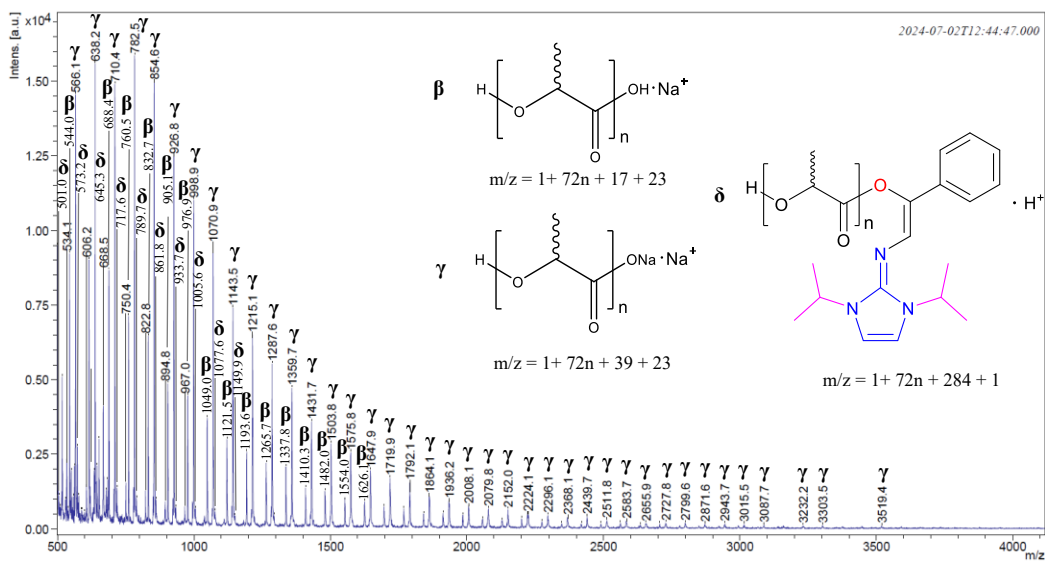 ×10⁴
Intens. [a.u.]
2024-07-02T12:44:47.000
1.50
1.25
1.00
0.75
0.50
0.25
0.00
500
1000
1500
2000
2500
3000
3500
4000
m/z
501.0 δ
534.1
544.0 β
566.1 γ
573.2 δ
606.2
638.2 γ
645.3 δ
668.5
688.4 β
710.4 γ
717.6 δ
750.4
760.5 β
782.5 γ
789.7 δ
822.8
832.7 β
854.6 γ
861.8 δ
894.8
905.1 β
926.8 γ
933.7 δ
967.0
976.9 β
998.9 γ
1005.6 δ
1049.0 β
1070.9 γ
1077.6 δ
1121.5 β
1143.5 γ
1149.9 δ
1193.6 β
1215.1 γ
1265.7 β
1287.6 γ
1337.8 β
1359.7 γ
1410.3 β
1431.7 γ
1482.0 β
1503.8 γ
1554.0 β
1575.8 γ
1626.1 β
1647.9 γ
1719.9 γ
1792.1 γ
1864.1 γ
1936.2 γ
2008.1 γ
2079.8 γ
2152.0 γ
2224.1 γ
2296.1 γ
2368.1 γ
2439.7 γ
2511.8 γ
2583.7 γ
2655.9 γ
2727.8 γ
2799.6 γ
2871.6 γ
2943.7 γ
3015.5 γ
3087.7 γ
3232.2 γ
3303.5 γ
3519.4 γ
β
H
O
O
n
OH·Na⁺
m/z = 1+ 72n + 17 + 23
γ
H
O
O
n
ONa·Na⁺
m/z = 1+ 72n + 39 + 23
δ
H
O
O
n
O
N
N
N
· H⁺
m/z = 1+ 72n + 284 + 1